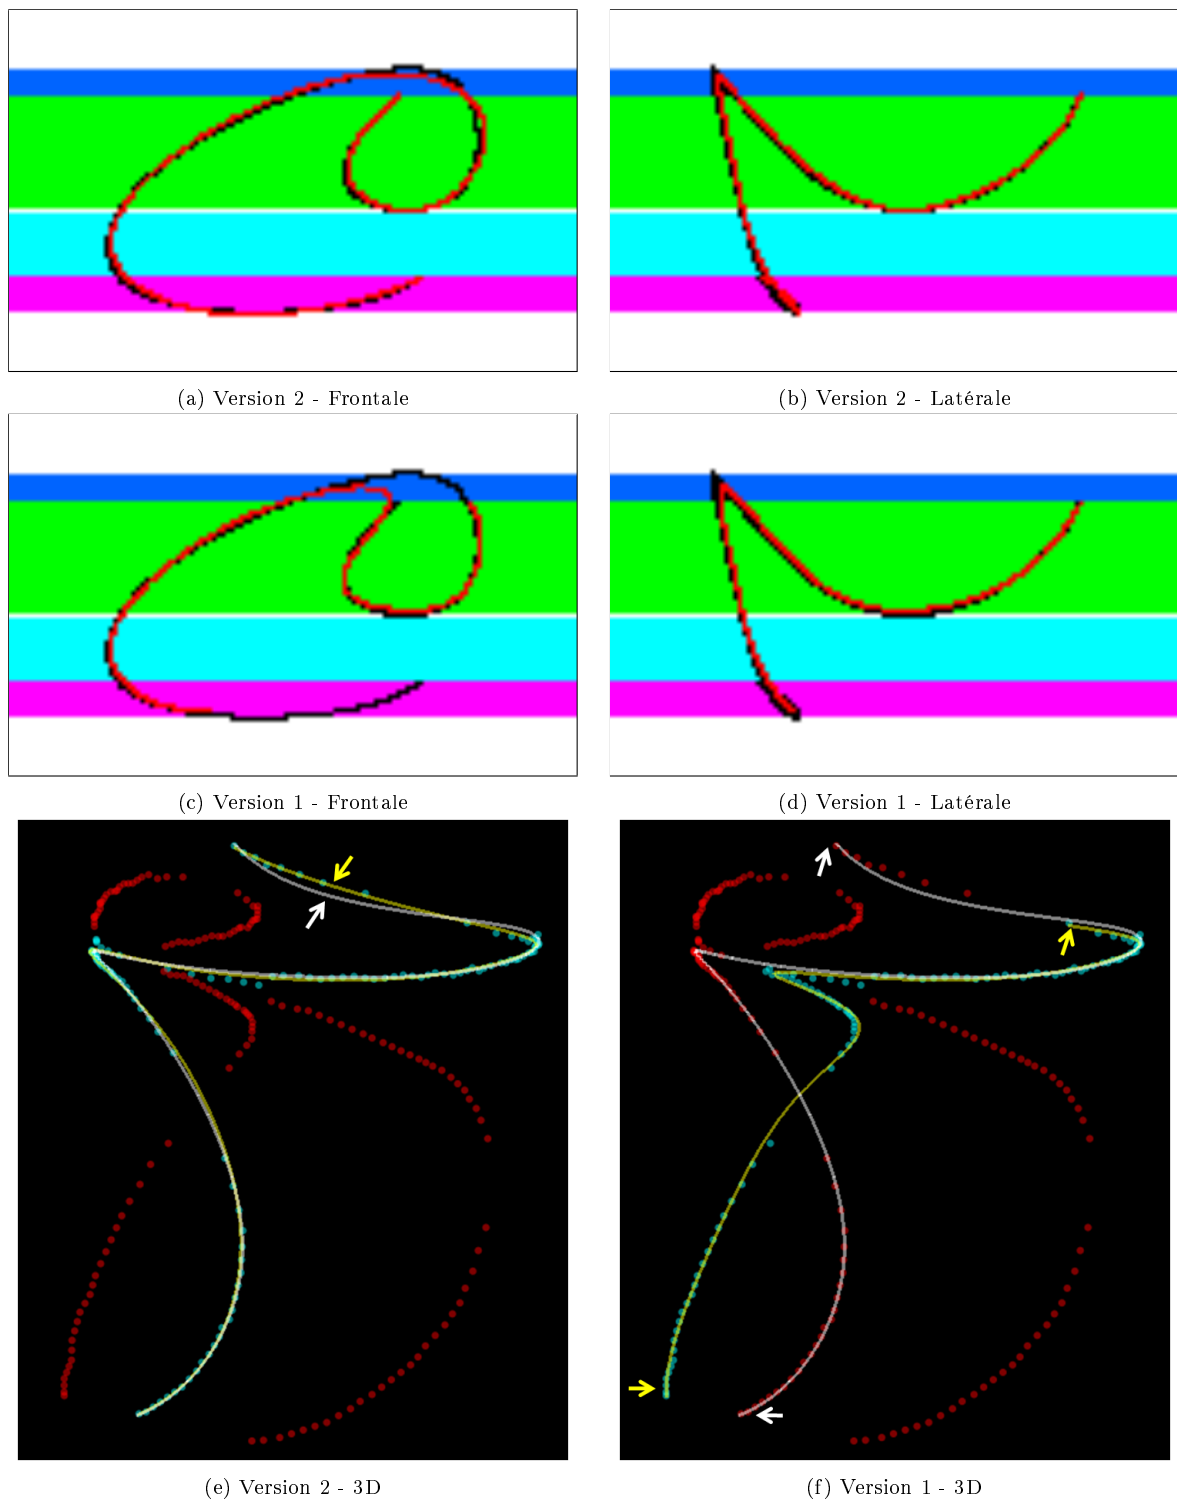 (a) Version 2 - Frontale
(b) Version 2 - Latérale
(c) Version 1 - Frontale
(d) Version 1 - Latérale
(e) Version 2 - 3D
(f) Version 1 - 3D